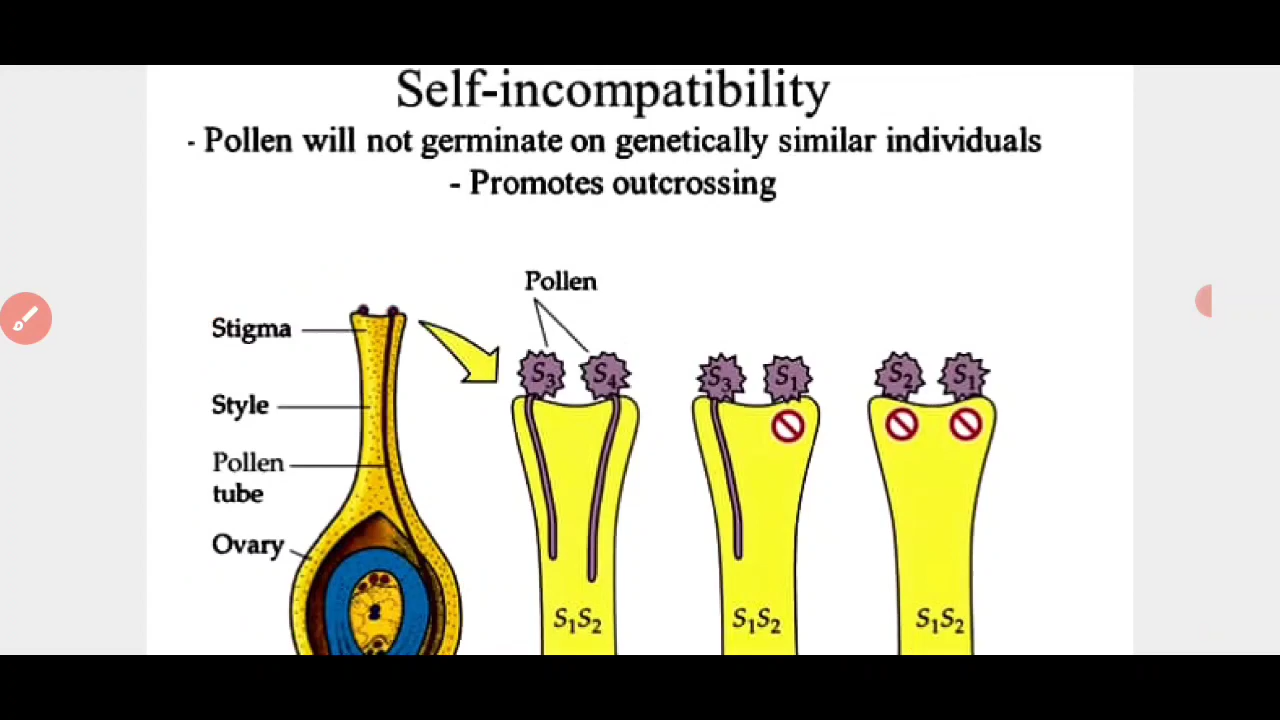 Self-incompatibility
- Pollen will not germinate on genetically similar individuals
- Promotes outcrossing
Pollen
Stigma
Style
Pollen
tube
Ovary
S₃ S₄
S₃ S₁
S₂ S₁
S₁S₂
S₁S₂
S₁S₂